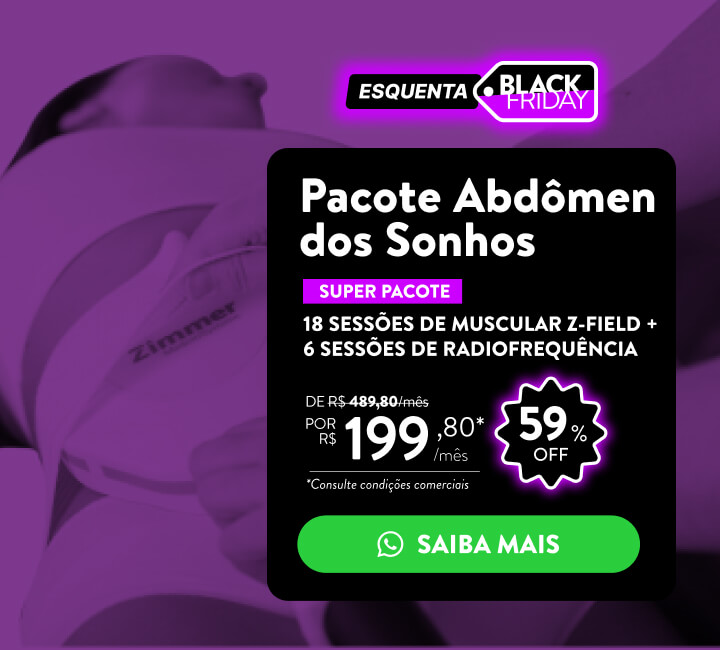 ESQUENTA
BLACK
FRIDAY
Pacote Abdômen
dos Sonhos
SUPER PACOTE
18 SESSÕES DE MUSCULAR Z-FIELD +
6 SESSÕES DE RADIOFREQUÊNCIA
DE R$ 489,80/mês
POR R$ 199,80*
/mês
59% OFF
*Consulte condições comerciais
SAIBA MAIS
Zimmer